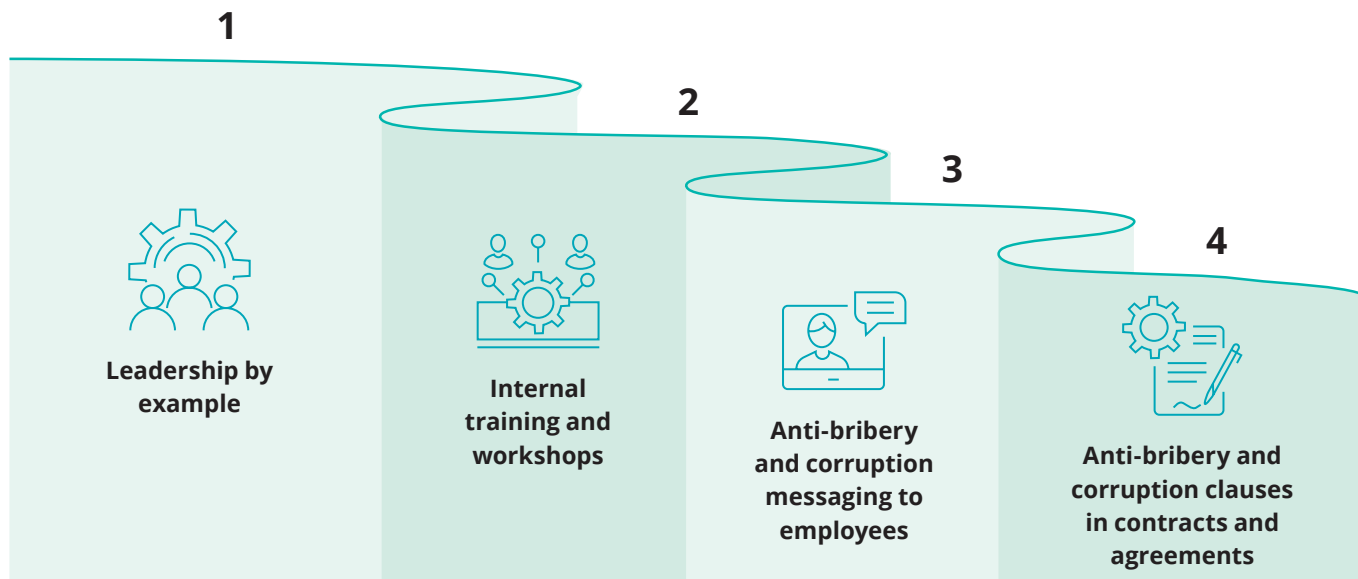 1
Leadership by
example
2
Internal
training and
workshops
3
Anti-bribery
and corruption
messaging to
employees
4
Anti-bribery and
corruption clauses
in contracts and
agreements